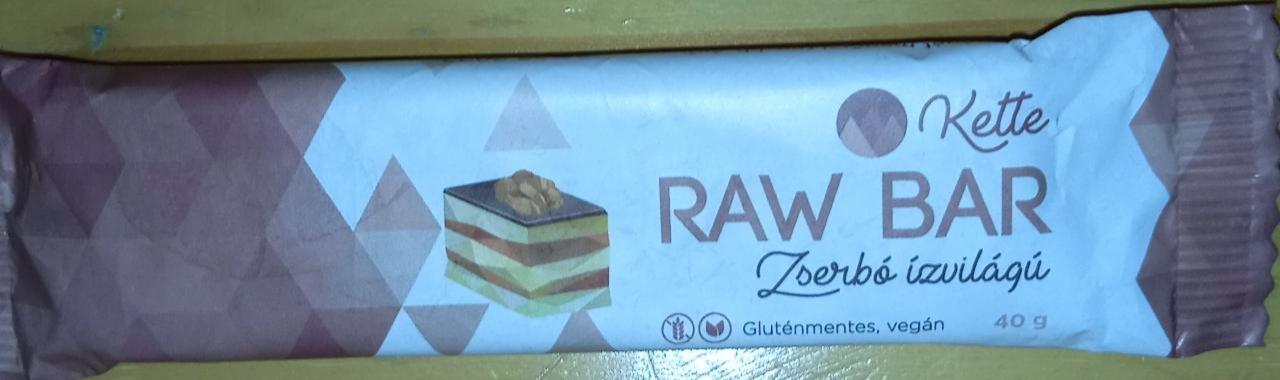 Kette
RAW BAR
Zserbó ízvilágú
Gluténmentes, vegán 40 g